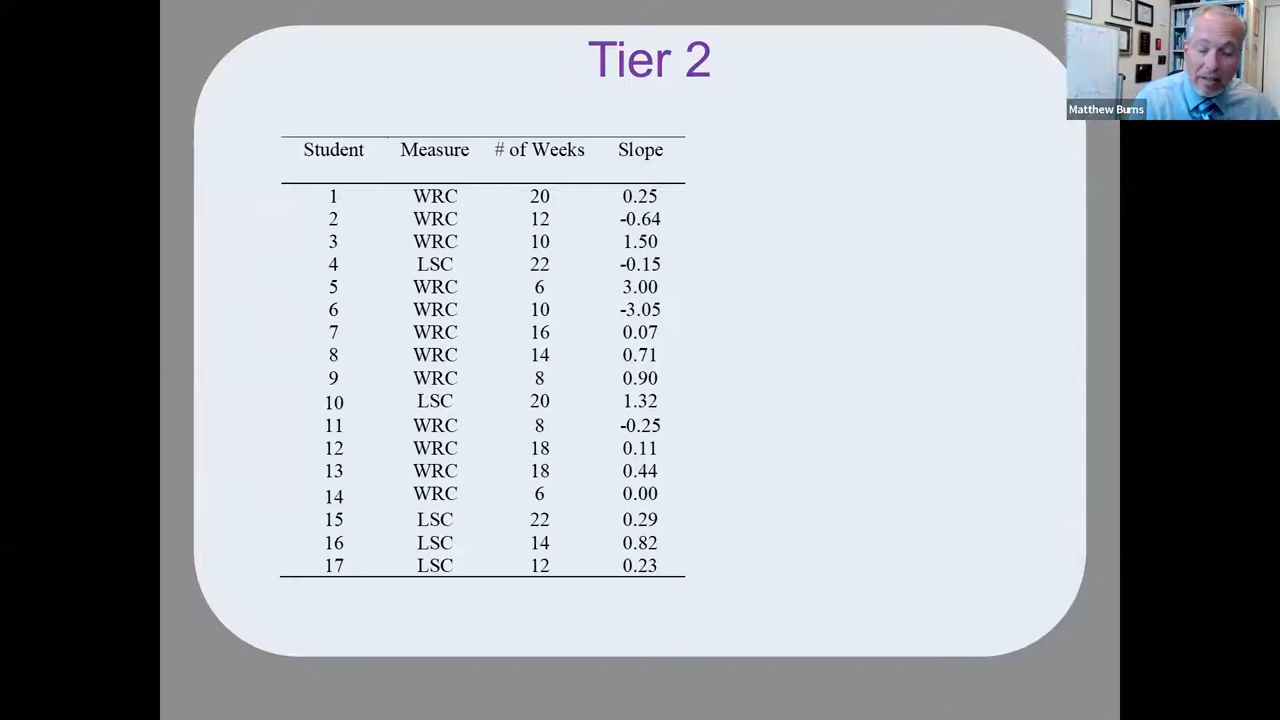 Tier 2
Matthew Burns
Student Measure # of Weeks Slope
1 WRC 20 0.25
2 WRC 12 -0.64
3 WRC 10 1.50
4 LSC 22 -0.15
5 WRC 6 3.00
6 WRC 10 -3.05
7 WRC 16 0.07
8 WRC 14 0.71
9 WRC 8 0.90
10 LSC 20 1.32
11 WRC 8 -0.25
12 WRC 18 0.11
13 WRC 18 0.44
14 WRC 6 0.00
15 LSC 22 0.29
16 LSC 14 0.82
17 LSC 12 0.23